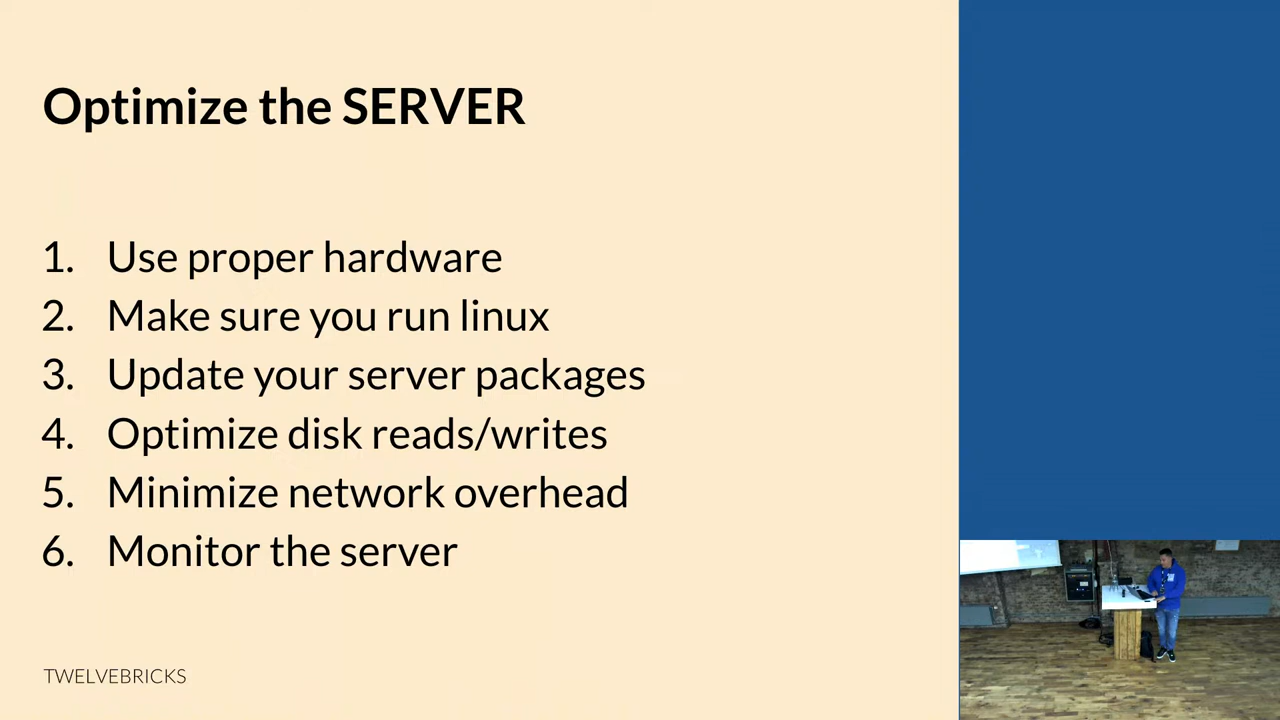 Optimize the SERVER
1. Use proper hardware
2. Make sure you run linux
3. Update your server packages
4. Optimize disk reads/writes
5. Minimize network overhead
6. Monitor the server
TWELVEBRICKS